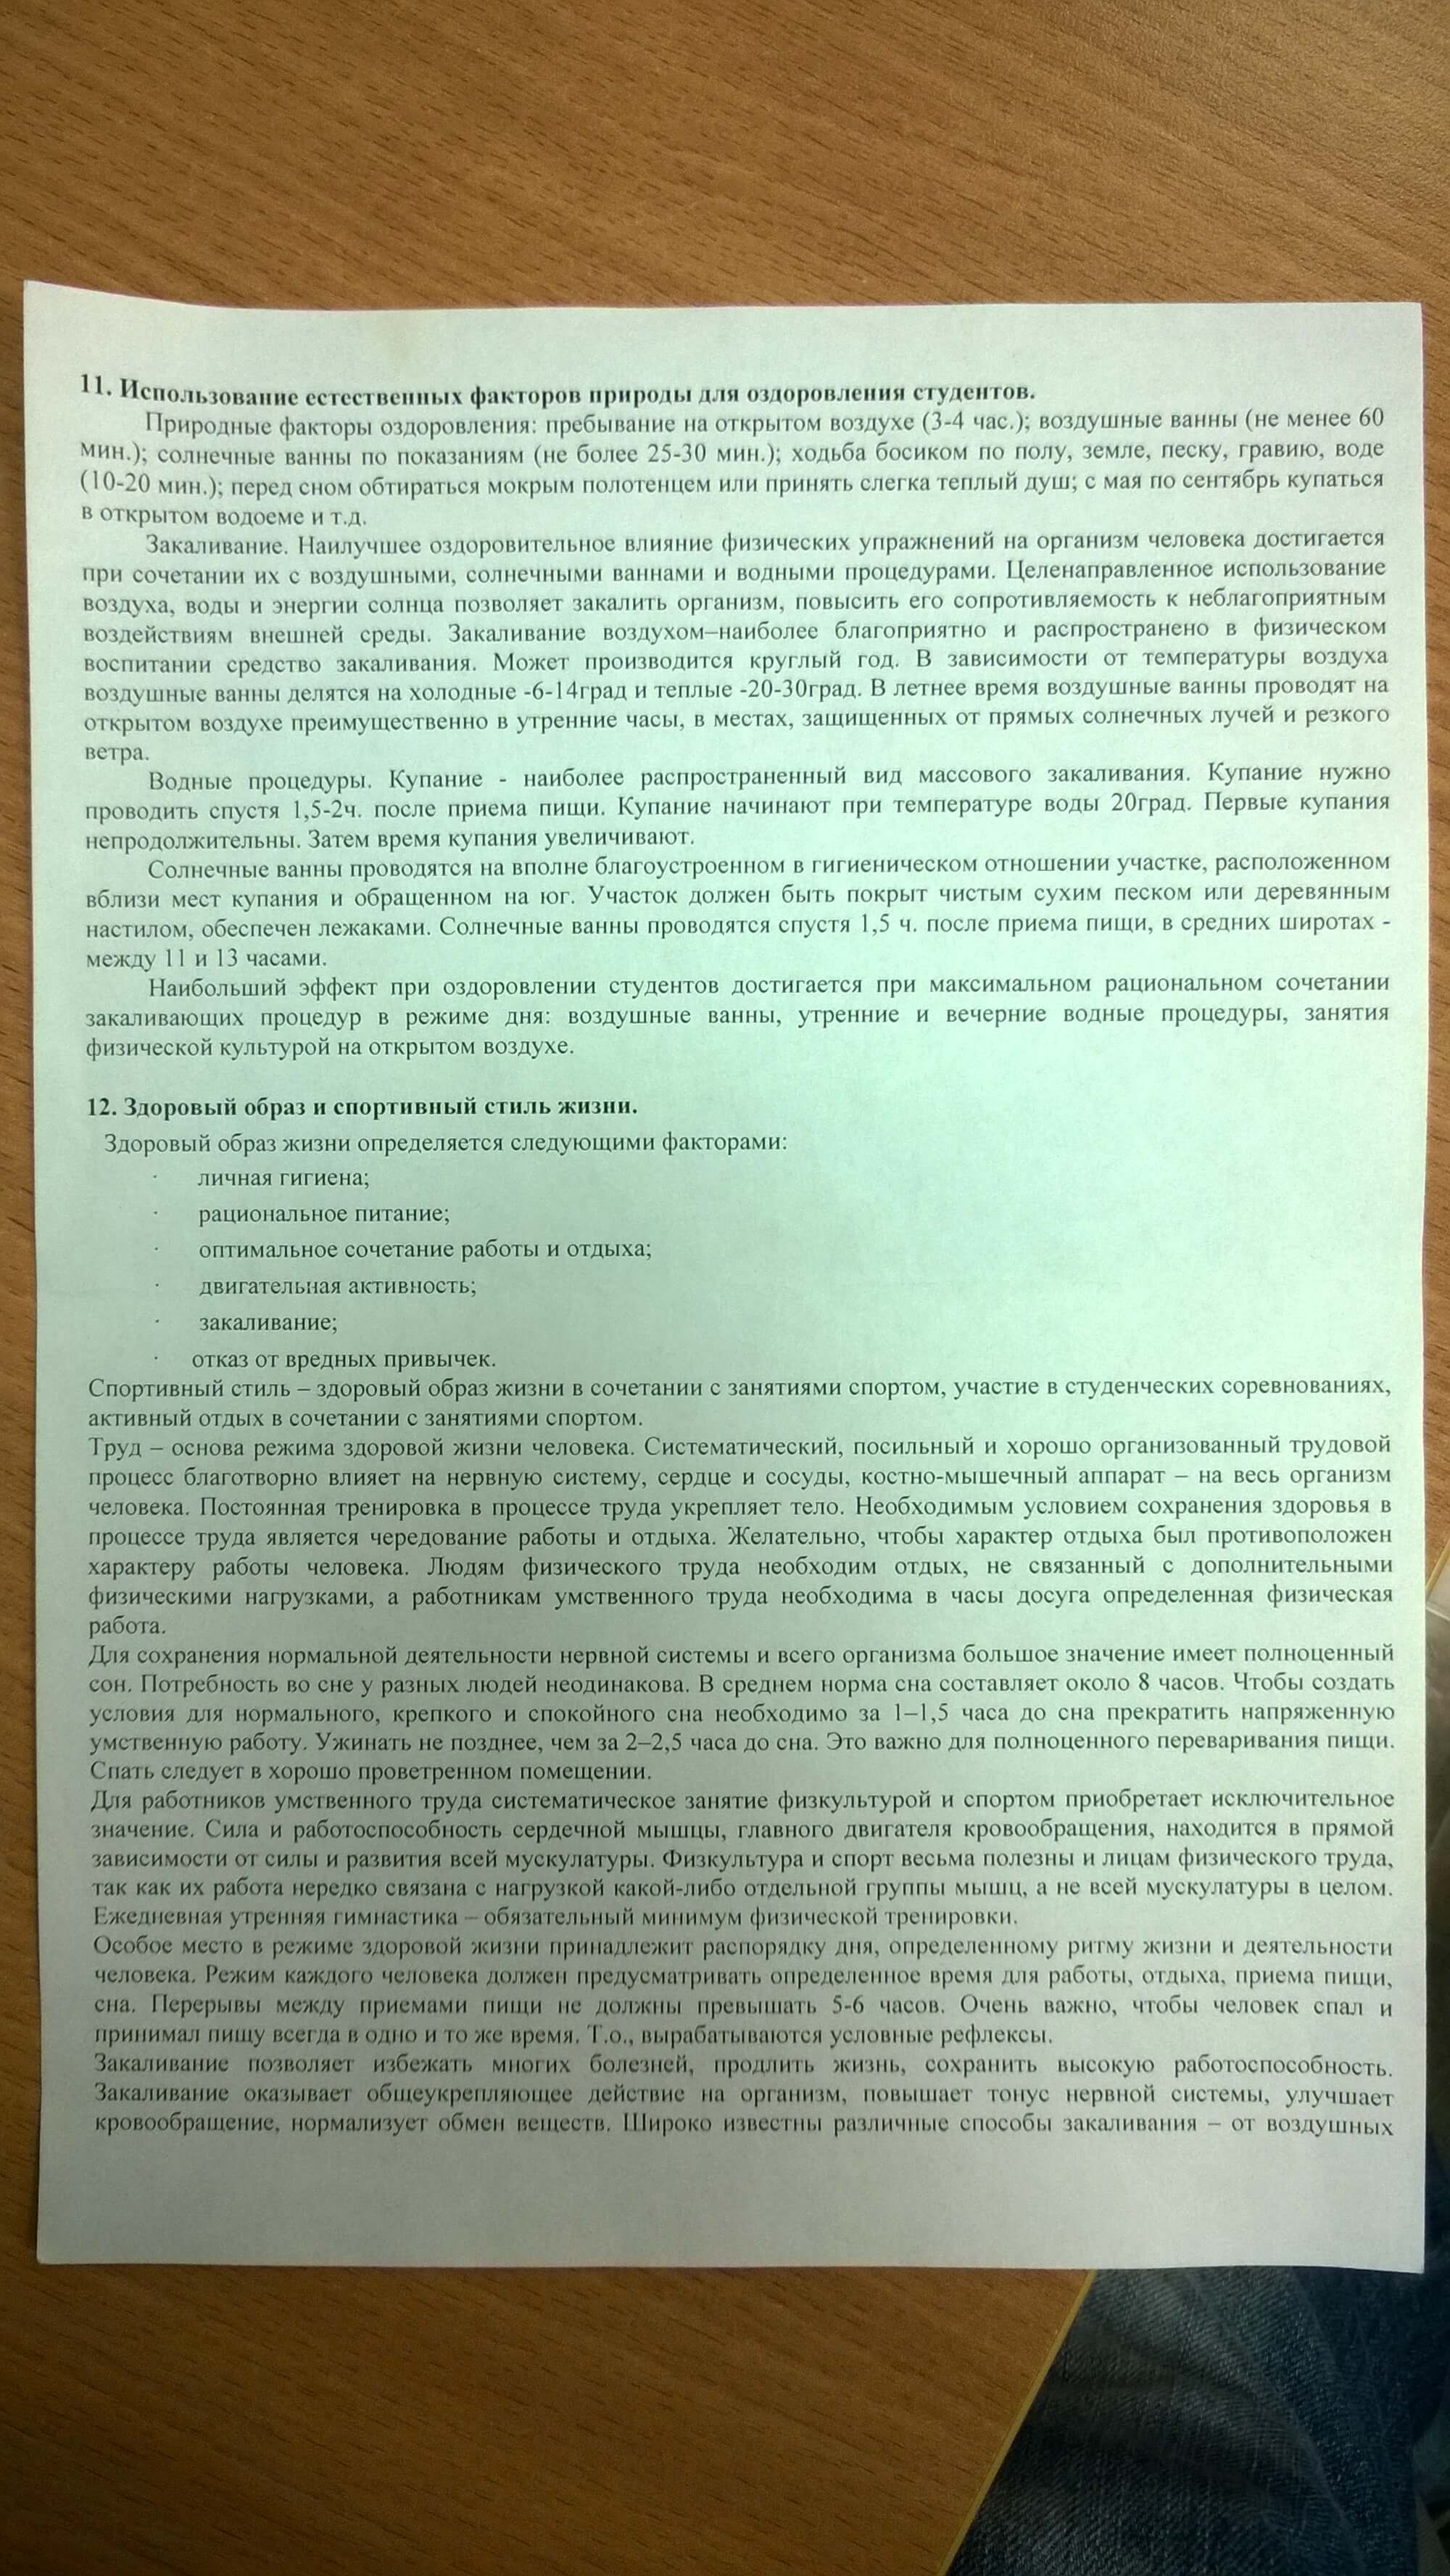 11. Использование естественных факторов природы для оздоровления студентов.
Природные факторы оздоровления: пребывание на открытом воздухе (3-4 час.); воздушные ванны (не менее 60
мин.); солнечные ванны по показаниям (не более 25-30 мин.); ходьба босиком по полу, земле, песку, гравию, воде
(10-20 мин.); перед сном обтираться мокрым полотенцем или принять слегка теплый душ; с мая по сентябрь купаться
в открытом водоеме и т.д.
Закаливание. Наилучшее оздоровительное влияние физических упражнений на организм человека достигается
при сочетании их с воздушными, солнечными ваннами и водными процедурами. Целенаправленное использование
воздуха, воды и энергии солнца позволяет закалить организм, повысить его сопротивляемость к неблагоприятным
воздействиям внешней среды. Закаливание воздухом–наиболее благоприятно и распространено в физическом
воспитании средство закаливания. Может производится круглый год. В зависимости от температуры воздуха
воздушные ванны делятся на холодные -6-14град и теплые -20-30град. В летнее время воздушные ванны проводят на
открытом воздухе преимущественно в утренние часы, в местах, защищенных от прямых солнечных лучей и резкого
ветра.
Водные процедуры. Купание - наиболее распространенный вид массового закаливания. Купание нужно
проводить спустя 1,5-2ч. после приема пищи. Купание начинают при температуре воды 20град. Первые купания
непродолжительны. Затем время купания увеличивают.
Солнечные ванны проводятся на вполне благоустроенном в гигиеническом отношении участке, расположенном
вблизи мест купания и обращенном на юг. Участок должен быть покрыт чистым сухим песком или деревянным
настилом, обеспечен лежаками. Солнечные ванны проводятся спустя 1,5 ч. после приема пищи, в средних широтах -
между 11 и 13 часами.
Наибольший эффект при оздоровлении студентов достигается при максимальном рациональном сочетании
закаливающих процедур в режиме дня: воздушные ванны, утренние и вечерние водные процедуры, занятия
физической культурой на открытом воздухе.
12. Здоровый образ и спортивный стиль жизни.
Здоровый образ жизни определяется следующими факторами:
· личная гигиена;
· рациональное питание;
· оптимальное сочетание работы и отдыха;
· двигательная активность;
· закаливание;
· отказ от вредных привычек.
Спортивный стиль – здоровый образ жизни в сочетании с занятиями спортом, участие в студенческих соревнованиях,
активный отдых в сочетании с занятиями спортом.
Труд – основа режима здоровой жизни человека. Систематический, посильный и хорошо организованный трудовой
процесс благотворно влияет на нервную систему, сердце и сосуды, костно-мышечный аппарат – на весь организм
человека. Постоянная тренировка в процессе труда укрепляет тело. Необходимым условием сохранения здоровья в
процессе труда является чередование работы и отдыха. Желательно, чтобы характер отдыха был противоположен
характеру работы человека. Людям физического труда необходим отдых, не связанный с дополнительными
физическими нагрузками, а работникам умственного труда необходима в часы досуга определенная физическая
работа.
Для сохранения нормальной деятельности нервной системы и всего организма большое значение имеет полноценный
сон. Потребность во сне у разных людей неодинакова. В среднем норма сна составляет около 8 часов. Чтобы создать
условия для нормального, крепкого и спокойного сна необходимо за 1–1,5 часа до сна прекратить напряженную
умственную работу. Ужинать не позднее, чем за 2–2,5 часа до сна. Это важно для полноценного переваривания пищи.
Спать следует в хорошо проветренном помещении.
Для работников умственного труда систематическое занятие физкультурой и спортом приобретает исключительное
значение. Сила и работоспособность сердечной мышцы, главного двигателя кровообращения, находится в прямой
зависимости от силы и развития всей мускулатуры. Физкультура и спорт весьма полезны и лицам физического труда,
так как их работа нередко связана с нагрузкой какой-либо отдельной группы мышц, а не всей мускулатуры в целом.
Ежедневная утренняя гимнастика – обязательный минимум физической тренировки.
Особое место в режиме здоровой жизни принадлежит распорядку дня, определенному ритму жизни и деятельности
человека. Режим каждого человека должен предусматривать определенное время для работы, отдыха, приема пищи,
сна. Перерывы между приемами пищи не должны превышать 5-6 часов. Очень важно, чтобы человек спал и
принимал пищу всегда в одно и то же время. Т.о., вырабатываются условные рефлексы.
Закаливание позволяет избежать многих болезней, продлить жизнь, сохранить высокую работоспособность.
Закаливание оказывает общеукрепляющее действие на организм, повышает тонус нервной системы, улучшает
кровообращение, нормализует обмен веществ. Широко известны различные способы закаливания – от воздушных